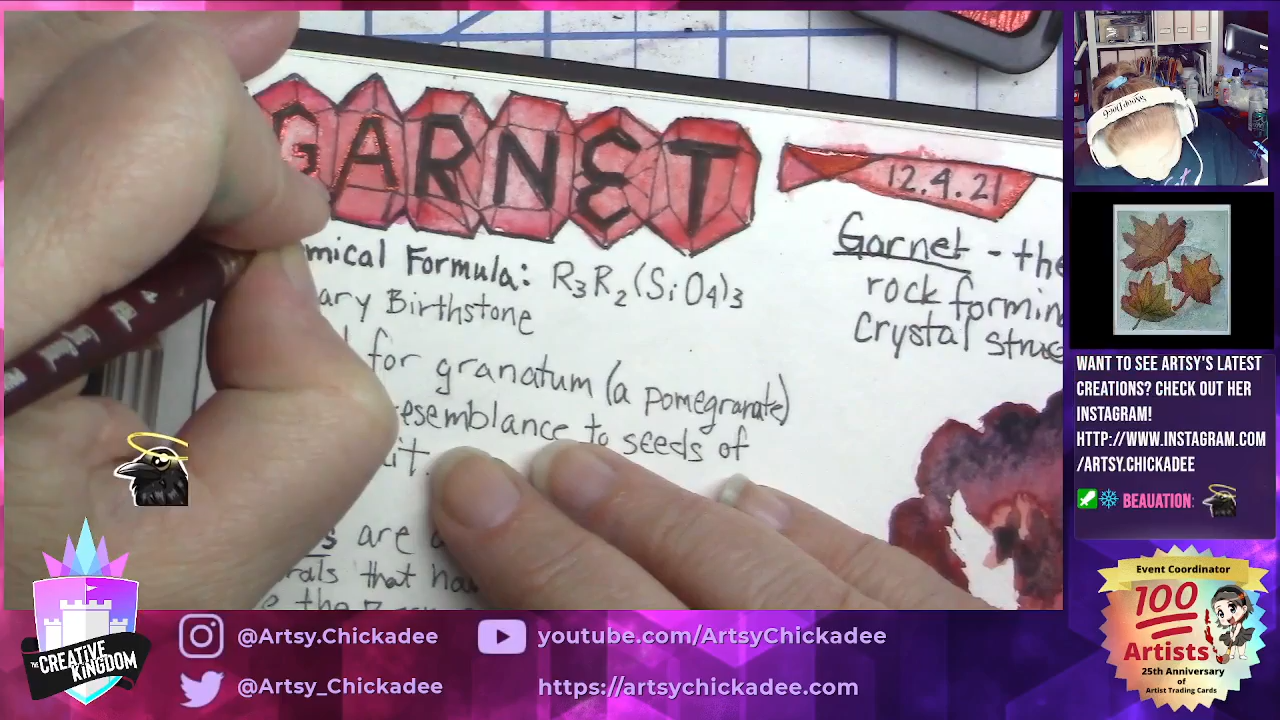 GARNET
12.4.21
mical Formula: R3R2(SiO4)3
ary Birthstone
for granatum (a pomegranate)
esemblance to seeds of
it.
are
rals that ha
the
Garnet - the
rock formin
Crystal struc
WANT TO SEE ARTSY'S LATEST
CREATIONS? CHECK OUT HER
INSTAGRAM!
HTTP://WWW.INSTAGRAM.COM
/ARTSY.CHICKADEE
BEAUATION:
THE CREATIVE
KINGDOM
@Artsy.Chickadee
youtube.com/ArtsyChickadee
@Artsy_Chickadee
https://artsychickadee.com
Event Coordinator
100
Artists
25th Anniversary
of
Artist Trading Cards